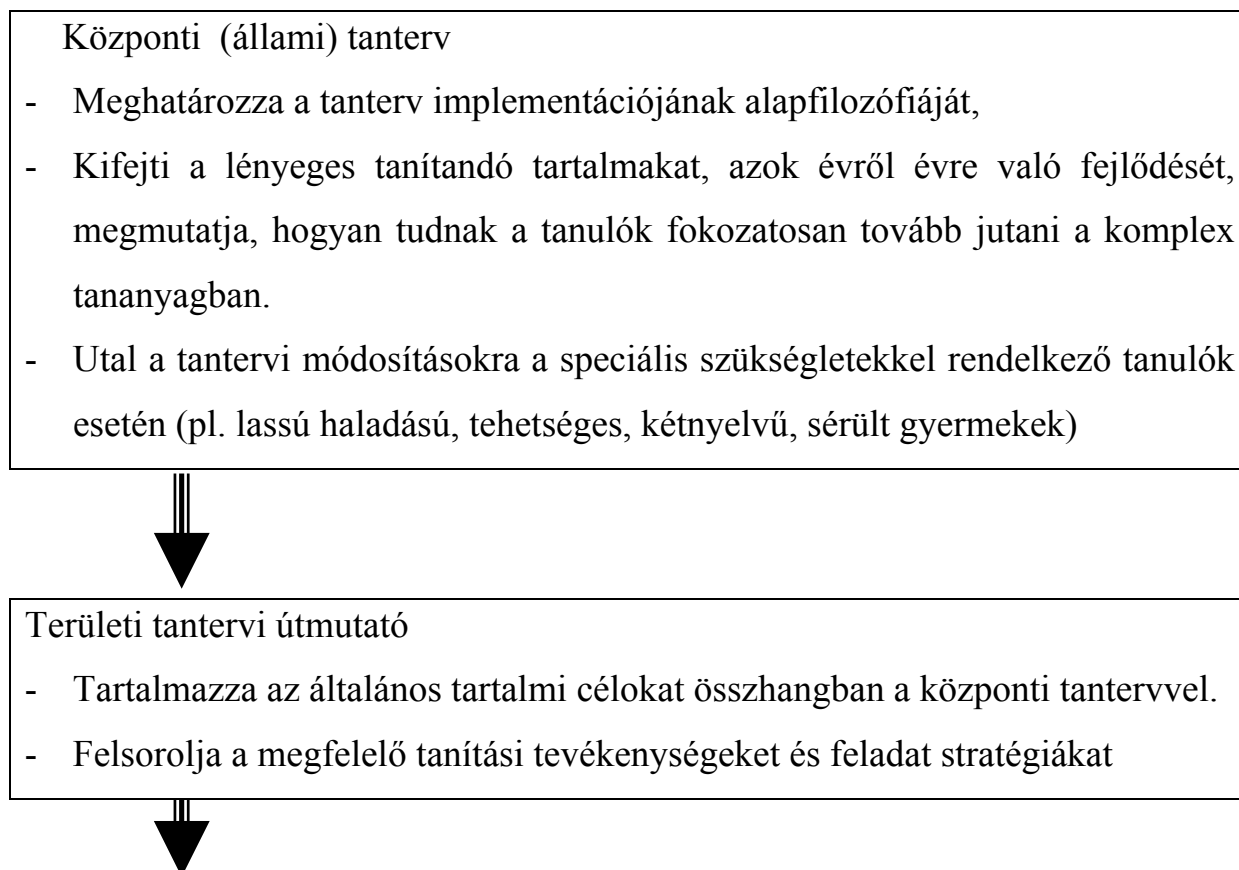 Központi (állami) tanterv
- Meghatározza a tanterv implementációjának alapfilozófiáját,
- Kifejti a lényeges tanítandó tartalmakat, azok évről évre való fejlődését,
megmutatja, hogyan tudnak a tanulók fokozatosan tovább jutani a komplex
tananyagban.
- Utal a tantervi módosításokra a speciális szükségletekkel rendelkező tanulók
esetén (pl. lassú haladású, tehetséges, kétnyelvű, sérült gyermekek)
Területi tantervi útmutató
- Tartalmazza az általános tartalmi célokat összhangban a központi tantervvel.
- Felsorolja a megfelelő tanítási tevékenységeket és feladat stratégiákat